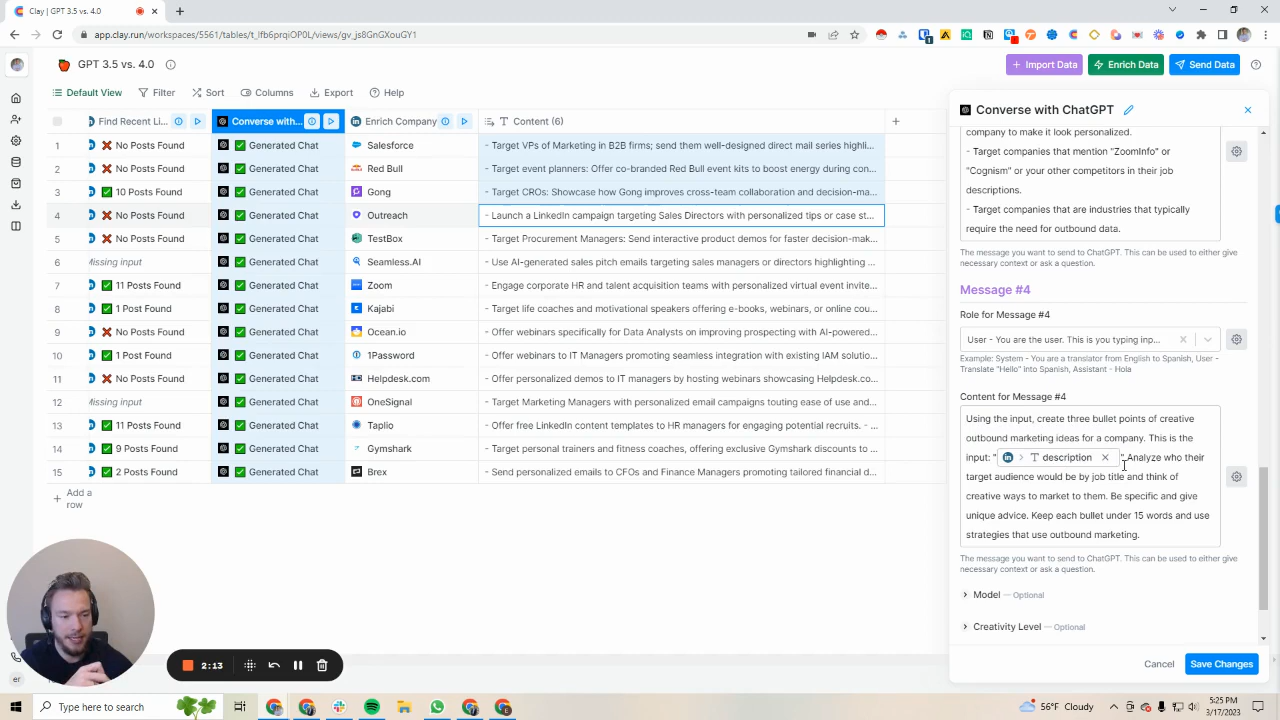 Clay | GPT 3.5 vs. 4.0
app.clay.run/workspaces/5561/tables/t_lfb6prqiOP0L/views/gv_js8GnGXouGY1
GPT 3.5 vs. 4.0
Import Data
Enrich Data
Send Data
Default View
Filter
Sort
Columns
Export
Help
Find Recent Li...
Converse with...
Enrich Company
Content (6)
1 No Posts Found Generated Chat Salesforce - Target VPs of Marketing in B2B firms; send them well-designed direct mail series highli...
2 No Posts Found Generated Chat Red Bull - Target event planners: Offer co-branded Red Bull event kits to boost energy during con...
3 10 Posts Found Generated Chat Gong - Target CROs: Showcase how Gong improves cross-team collaboration and decision-ma...
4 No Posts Found Generated Chat Outreach - Launch a LinkedIn campaign targeting Sales Directors with personalized tips or case st...
5 No Posts Found Generated Chat TestBox - Target Procurement Managers: Send interactive product demos for faster decision-mak...
6 Missing input Generated Chat Seamless.AI - Use AI-generated sales pitch emails targeting sales managers or directors highlighting ...
7 11 Posts Found Generated Chat Zoom - Engage corporate HR and talent acquisition teams with personalized virtual event invite...
8 1 Post Found Generated Chat Kajabi - Target life coaches and motivational speakers offering e-books, webinars, or online cou...
9 No Posts Found Generated Chat Ocean.io - Offer webinars specifically for Data Analysts on improving prospecting with AI-powered...
10 1 Post Found Generated Chat 1Password - Offer webinars to IT Managers promoting seamless integration with existing IAM solutio...
11 No Posts Found Generated Chat Helpdesk.com - Offer personalized demos to IT managers by hosting webinars showcasing Helpdesk.com...
12 Missing input Generated Chat OneSignal - Target Marketing Managers with personalized email campaigns touting ease of use and...
13 11 Posts Found Generated Chat Taplio - Offer free LinkedIn content templates to HR managers for engaging potential recruits. - ...
14 9 Posts Found Generated Chat Gymshark - Target personal trainers and fitness coaches, offering exclusive Gymshark discounts to...
15 2 Posts Found Generated Chat Brex - Send personalized emails to CFOs and Finance Managers promoting tailored financial d...
Add a
row
Converse with ChatGPT
company to make it look personalized.
- Target companies that mention "ZoomInfo" or
"Cognism" or your other competitors in their job
descriptions.
- Target companies that are industries that typically
require the need for outbound data.
The message you want to send to ChatGPT. This can be used to either give
necessary context or ask a question.
Message #4
Role for Message #4
User - You are the user. This is you typing inp...
Example: System - You are a translator from English to Spanish, User -
Translate "Hello" into Spanish, Assistant - Hola
Content for Message #4
Using the input, create three bullet points of creative
outbound marketing ideas for a company. This is the
input: " description " Analyze who their
target audience would be by job title and think of
creative ways to market to them. Be specific and give
unique advice. Keep each bullet under 15 words and use
strategies that use outbound marketing.
The message you want to send to ChatGPT. This can be used to either give
necessary context or ask a question.
Model — Optional
Creativity Level — Optional
Cancel
Save Changes
2:13
er
Type here to search
56°F Cloudy
5:25 PM
3/17/2023